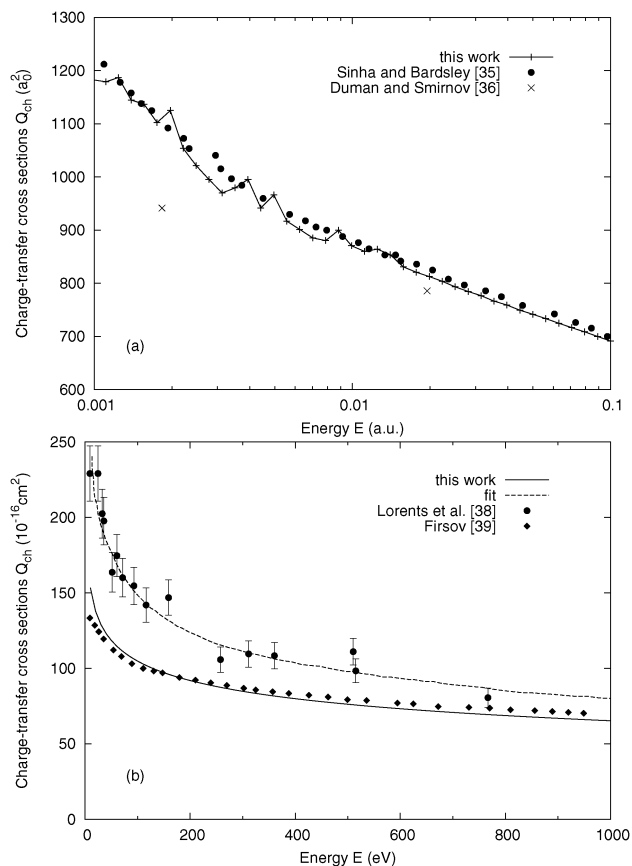 1300
1200
1100
1000
900
800
700
600
Charge-transfer cross sections Q_ch (a_0^2)
this work
Sinha and Bardsley [35]
Duman and Smirnov [36]
(a)
0.001
0.01
0.1
Energy E (a.u.)
250
200
150
100
50
0
Charge-transfer cross sections Q_ch (10^-16 cm^2)
this work
fit
Lorents et al. [38]
Firsov [39]
(b)
0
200
400
600
800
1000
Energy E (eV)